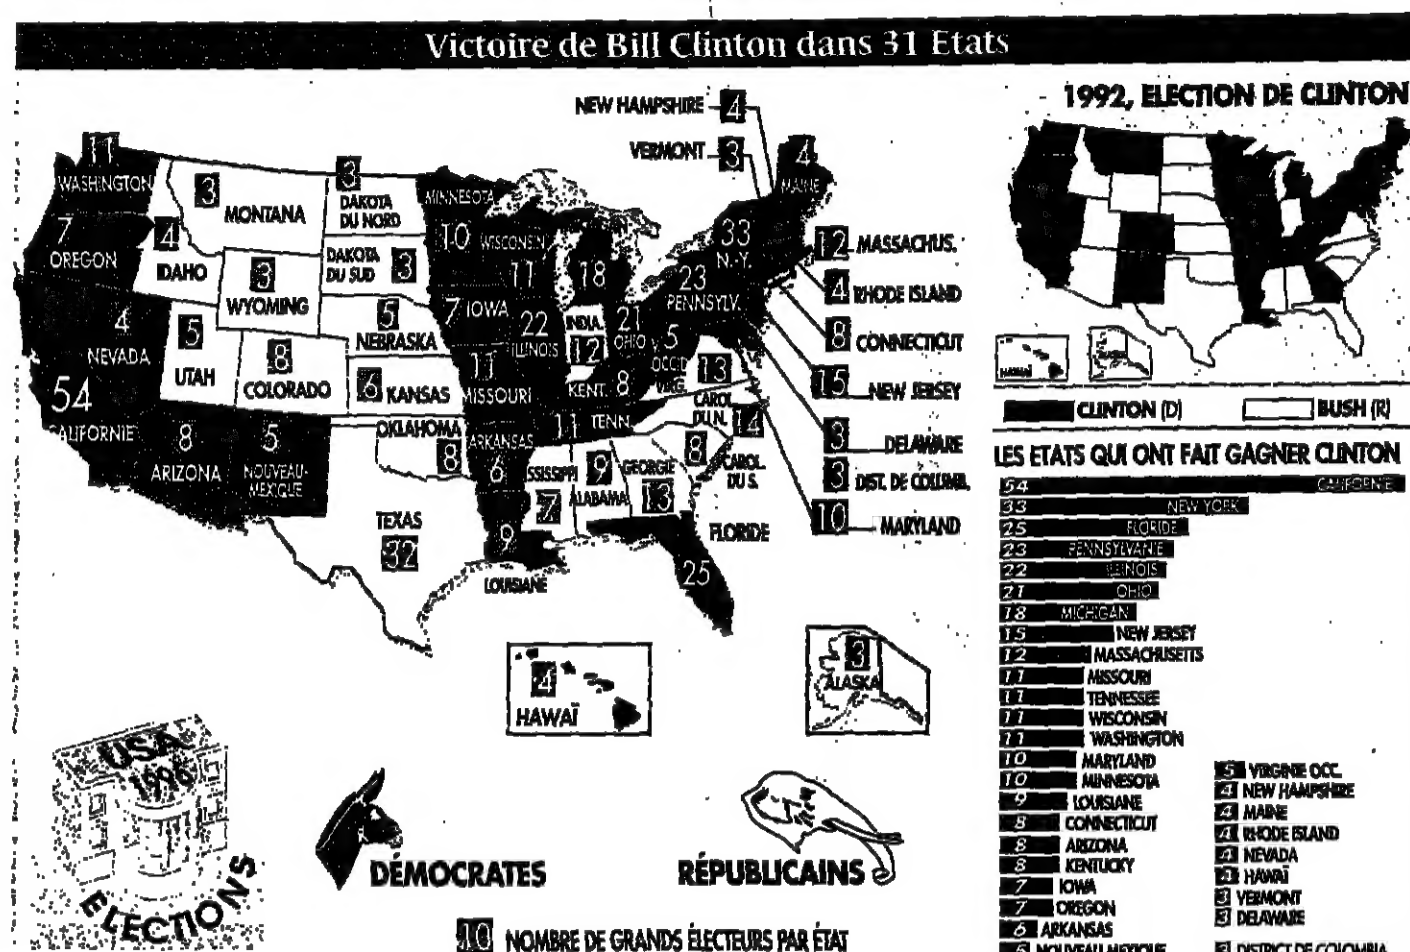 Victoire de Bill Clinton dans 31 Etats
NEW HAMPSHIRE 4
VERMONT 3
4
MAINE
11
WASHINGTON
3
MONTANA
3
DAKOTA
DU NORD
MINNESOTA
10
7
OREGON
4
IDAHO
3
WYOMING
DAKOTA
DU SUD
3
WISCONSIN
11
18
33
N.-Y.
23
PENNSYLV.
12 MASSACHUS.
4 RHODE ISLAND
8 CONNECTICUT
15 NEW JERSEY
3 DELAWARE
3 DIST. DE COLUMB.
10 MARYLAND
4
NEVADA
5
UTAH
8
COLORADO
5
NEBRASKA
7 IOWA
22
ILLINOIS
INDIA.
12
21
OHIO
5
OCCID.
VIRG.
13
54
CALIFORNIE
6 KANSAS
11
MISSOURI
KENT. 8
8
ARIZONA
5
NOUVEAU-
MEXIQUE
OKLAHOMA
8
ARKANSAS
6
11 TENN.
CAROL.
DU N.
14
TEXAS
32
9
LOUISIANE
SSISSIPPI
7
9
ALABAMA
GEORGIE
13
8
CAROL.
DU S.
FLORIDE
25
4
HAWAÏ
3
ALASKA
USA
1996
ELECTIONS
DÉMOCRATES
RÉPUBLICAINS
10 NOMBRE DE GRANDS ÉLECTEURS PAR ÉTAT
1992, ELECTION DE CLINTON
HAWAÏ
ALASKA
CLINTON (D)
BUSH (R)
LES ETATS QUI ONT FAIT GAGNER CLINTON
54 CALIFORNIE
33 NEW YORK
25 FLORIDE
23 PENNSYLVANIE
22 ILLINOIS
21 OHIO
18 MICHIGAN
15 NEW JERSEY
12 MASSACHUSETTS
11 MISSOURI
11 TENNESSEE
11 WISCONSIN
11 WASHINGTON
10 MARYLAND
10 MINNESOTA
9 LOUISIANE
8 CONNECTICUT
8 ARIZONA
8 KENTUCKY
7 IOWA
7 OREGON
6 ARKANSAS
5 NOUVEAU MEXIQUE
5 VIRGINIE OCC.
4 NEW HAMPSHIRE
4 MAINE
4 RHODE ISLAND
4 NEVADA
4 HAWAÏ
3 VERMONT
3 DELAWARE
3 DISTRICT DE COLOMBIA